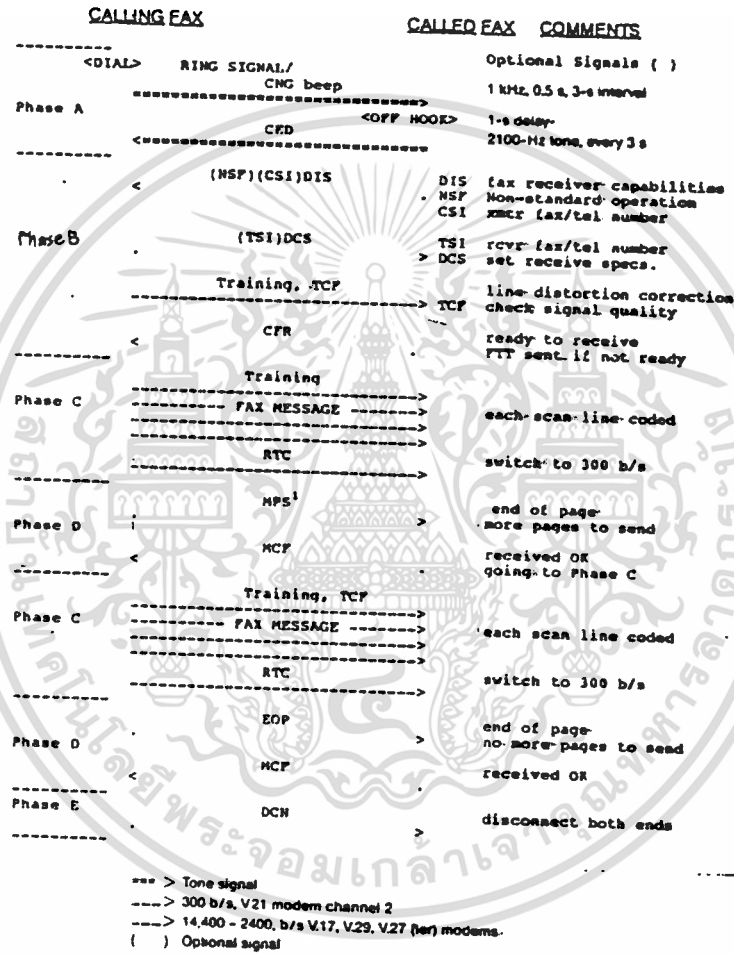 CALLING FAX CALLED FAX COMMENTS
<DIAL> RING SIGNAL/ Optional Signals ( )
CNG beep 1 kHz, 0.5 s, 3-s interval
Phase A
<OFF HOOK> 1-s delay
CED 2100-Hz tone, every 3 s
(NSF)(CSI)DIS DIS fax receiver capabilities
NSF Non-standard operation
CSI xmtr fax/tel number
Phase B (TSI)DCS TSI rcvr fax/tel number
> DCS set receive specs.
Training, TCF line distortion correction
> TCF check signal quality
CFR ready to receive
FTT sent if not ready
Training
Phase C FAX MESSAGE each scan line coded
RTC switch to 300 b/s
MPS¹ end of page
Phase D more pages to send
MCF received OK
going to Phase C
Training, TCF
Phase C FAX MESSAGE each scan line coded
RTC switch to 300 b/s
EOP end of page
Phase D no more pages to send
MCF received OK
Phase E DCN disconnect both ends
=== > Tone signal
---> 300 b/s, V.21 modem channel 2
----> 14,400 - 2400, b/s V.17, V.29, V.27 (ter) modems.
( ) Optional signal